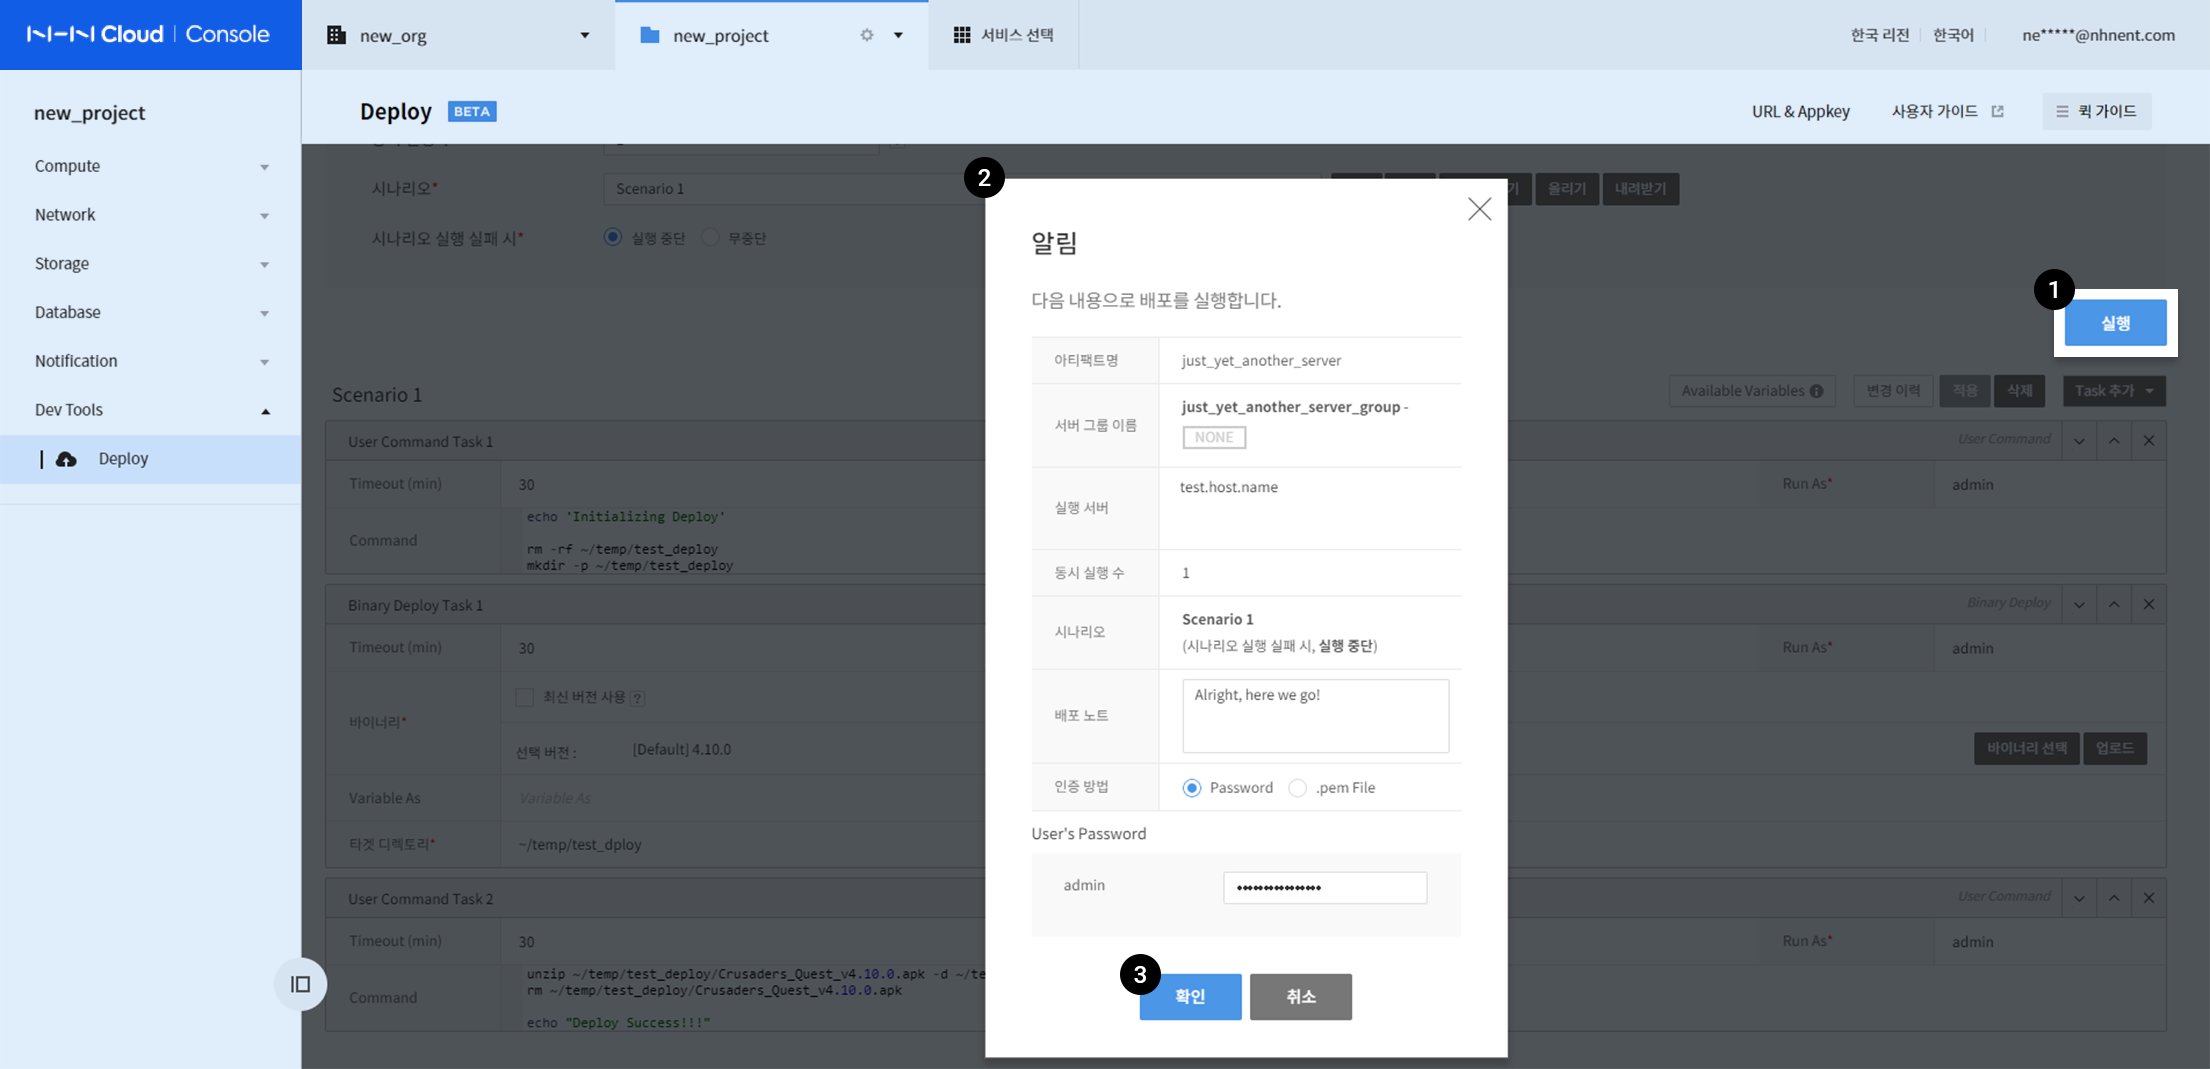 NHN Cloud | Console
new_org
new_project
서비스 선택
한국 리전
한국어
ne*****@nhnent.com
new_project
Compute
Network
Storage
Database
Notification
Dev Tools
Deploy
Deploy BETA
URL & Appkey
사용자 가이드
퀵 가이드
시나리오*
Scenario 1
올리기
내려받기
시나리오 실행 실패 시*
실행 중단
무중단
1
실행
Scenario 1
Available Variables
변경 이력
적용
삭제
Task 추가
User Command Task 1
User Command
Timeout (min)
30
Run As*
admin
Command
echo 'Initializing Deploy'
rm -rf ~/temp/test_deploy
mkdir -p ~/temp/test_deploy
Binary Deploy Task 1
Binary Deploy
Timeout (min)
30
Run As*
admin
바이너리*
최신 버전 사용 ?
선택 버전 :
[Default] 4.10.0
바이너리 선택
업로드
Variable As
Variable As
타겟 디렉토리*
~/temp/test_dploy
User Command Task 2
User Command
Timeout (min)
30
Run As*
admin
Command
unzip ~/temp/test_deploy/Crusaders_Quest_v4.10.0.apk -d ~/te
rm ~/temp/test_deploy/Crusaders_Quest_v4.10.0.apk
echo "Deploy Success!!!"
2
알림
다음 내용으로 배포를 실행합니다.
아티팩트명
just_yet_another_server
서버 그룹 이름
just_yet_another_server_group -
NONE
실행 서버
test.host.name
동시 실행 수
1
시나리오
Scenario 1
(시나리오 실행 실패 시, 실행 중단)
배포 노트
Alright, here we go!
인증 방법
Password
.pem File
User's Password
admin
3
확인
취소